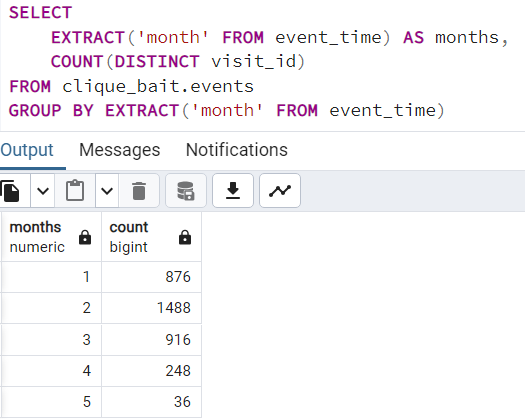 SELECT
EXTRACT('month' FROM event_time) AS months,
COUNT(DISTINCT visit_id)
FROM clique_bait.events
GROUP BY EXTRACT('month' FROM event_time)
Output Messages Notifications
months count
numeric bigint
1 876
2 1488
3 916
4 248
5 36